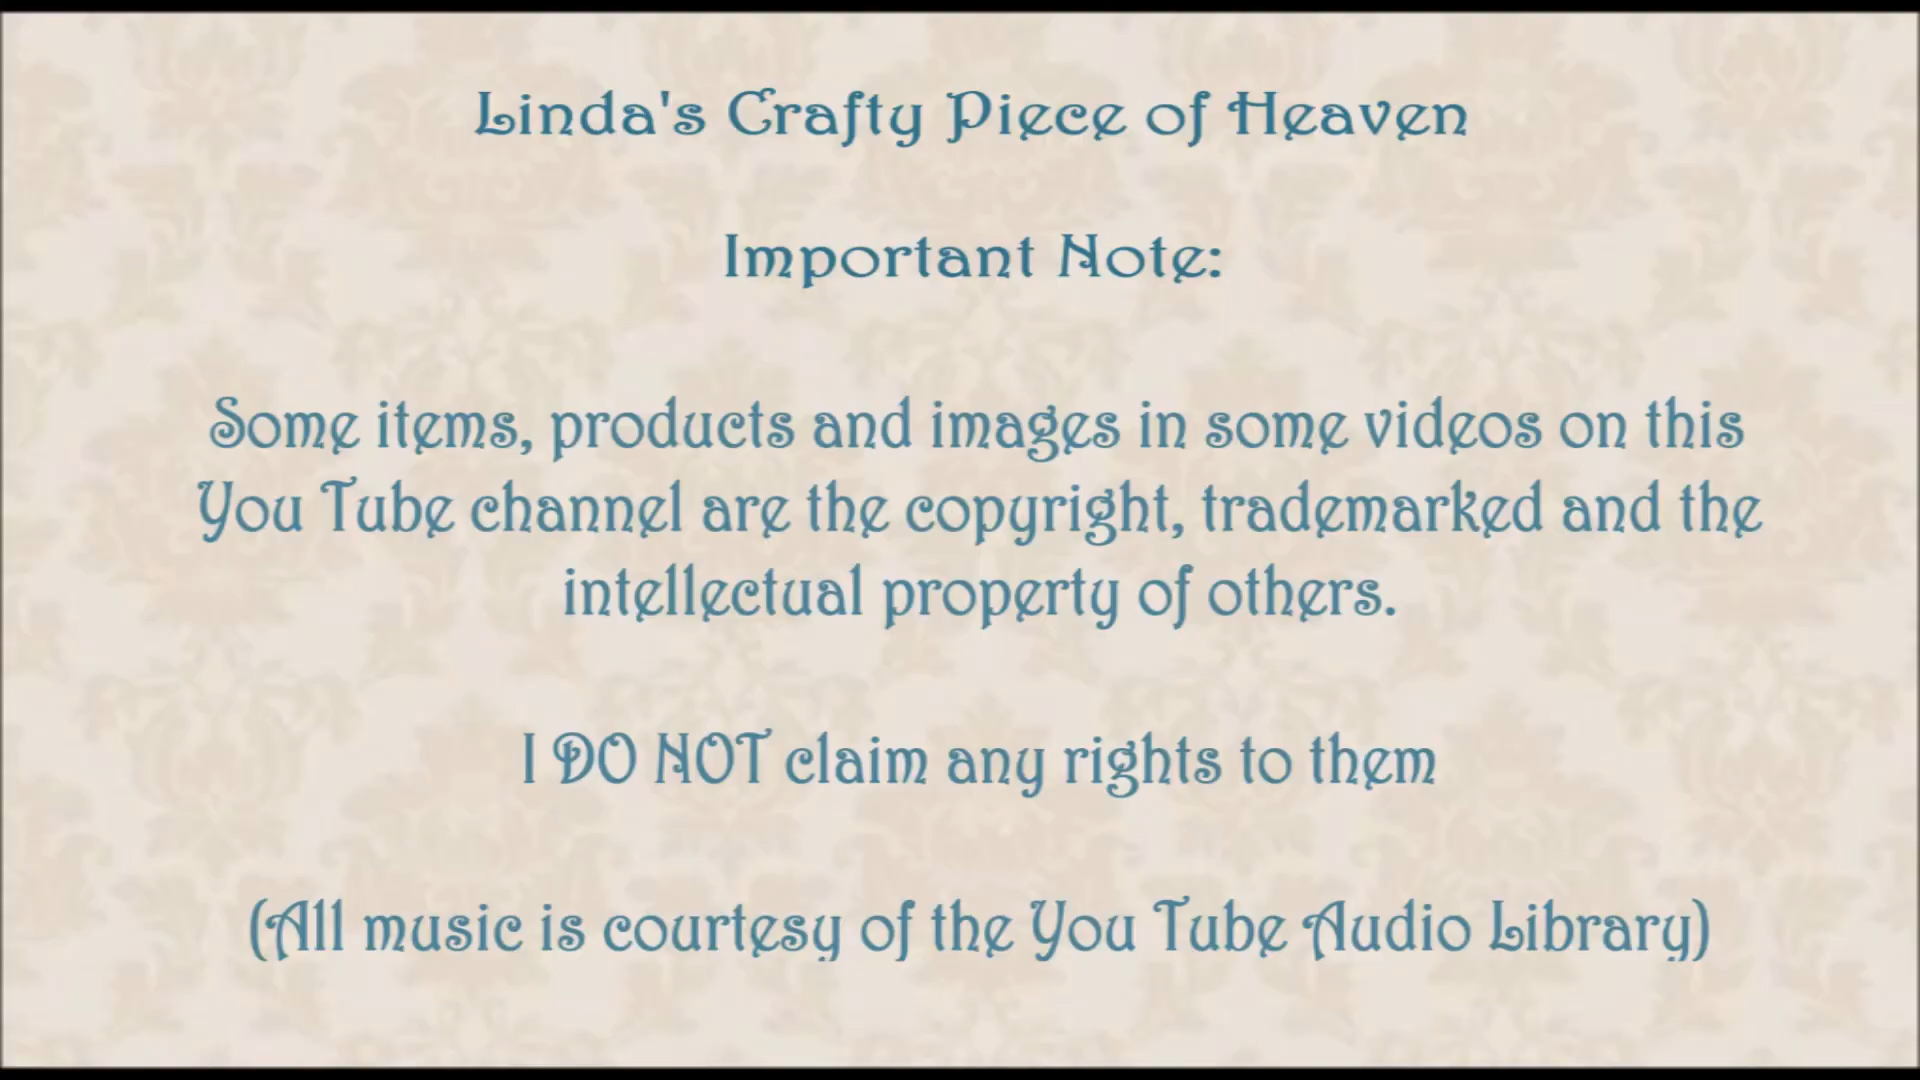 Linda's Crafty Piece of Heaven
Important Note:
Some items, products and images in some videos on this
You Tube channel are the copyright, trademarked and the
intellectual property of others.
I DO NOT claim any rights to them
(All music is courtesy of the You Tube Audio Library)